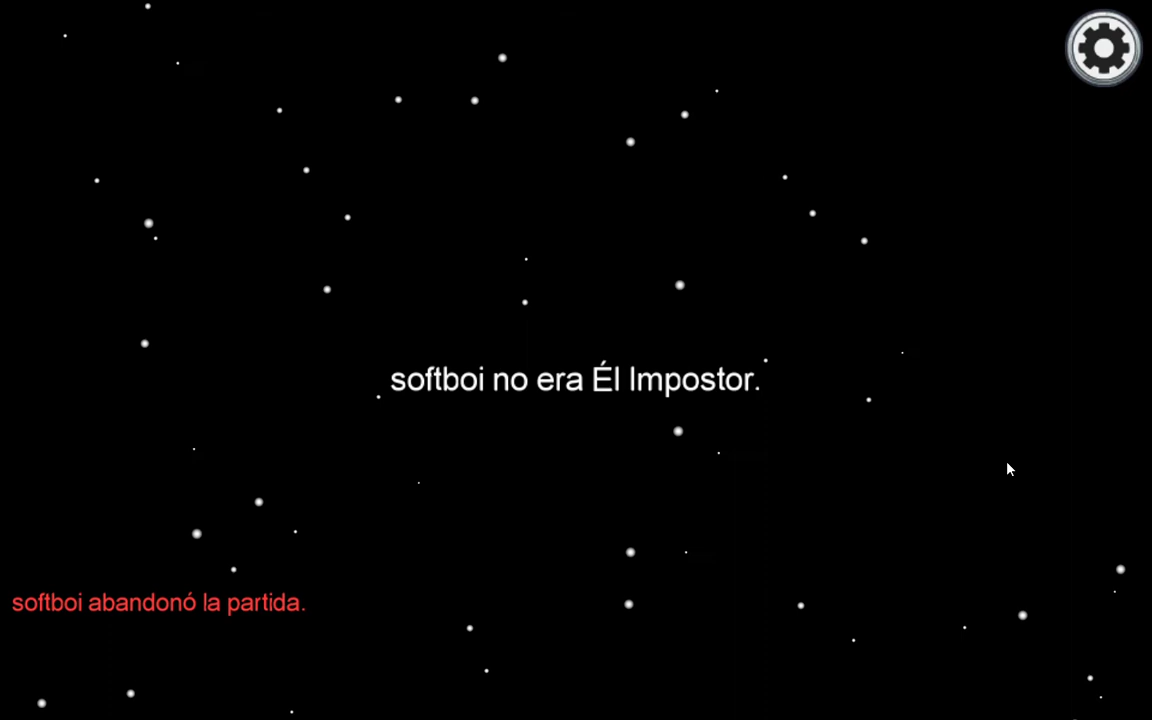 softboi no era Él Impostor.
softboi abandonó la partida.